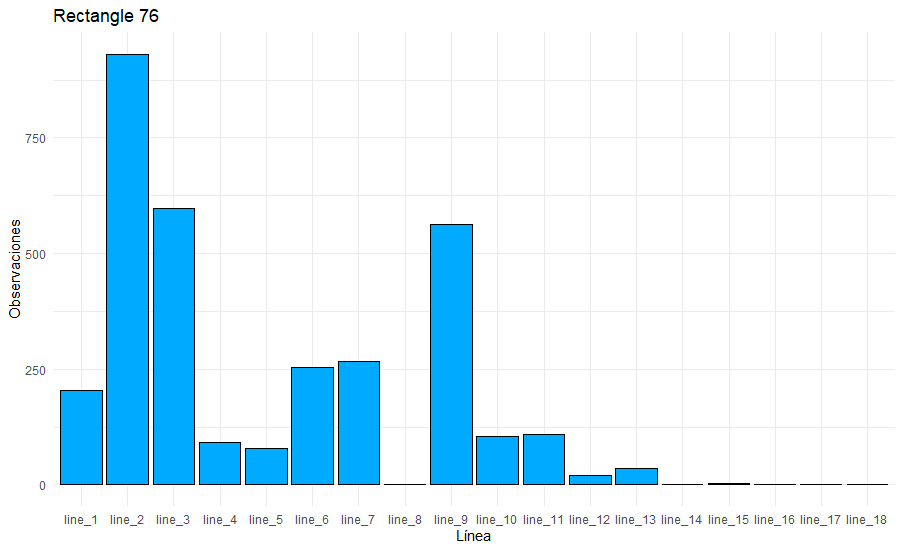 Rectangle 76
Observaciones
750
500
250
0
line_1 line_2 line_3 line_4 line_5 line_6 line_7 line_8 line_9 line_10 line_11 line_12 line_13 line_14 line_15 line_16 line_17 line_18
Línea